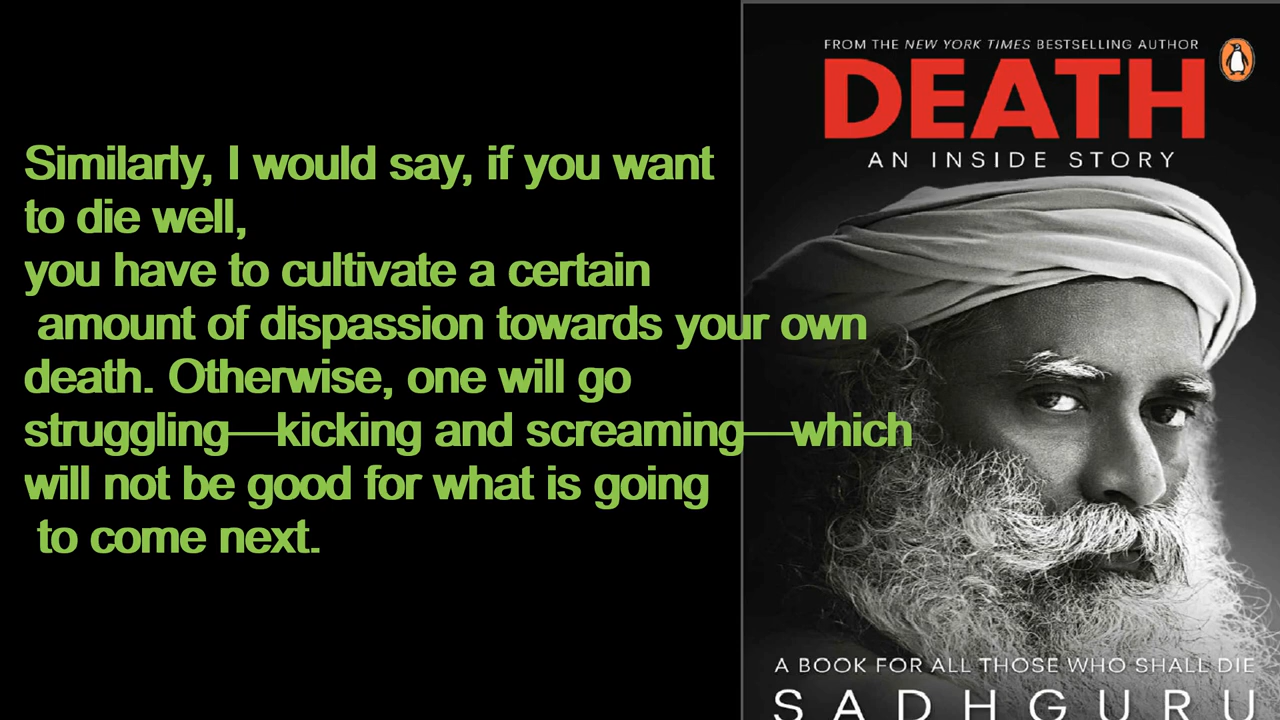 Similarly, I would say, if you want
to die well,
you have to cultivate a certain
amount of dispassion towards your own
death. Otherwise, one will go
struggling—kicking and screaming—which
will not be good for what is going
to come next.
FROM THE NEW YORK TIMES BESTSELLING AUTHOR
DEATH
AN INSIDE STORY
A BOOK FOR ALL THOSE WHO SHALL DIE
SADHGURU